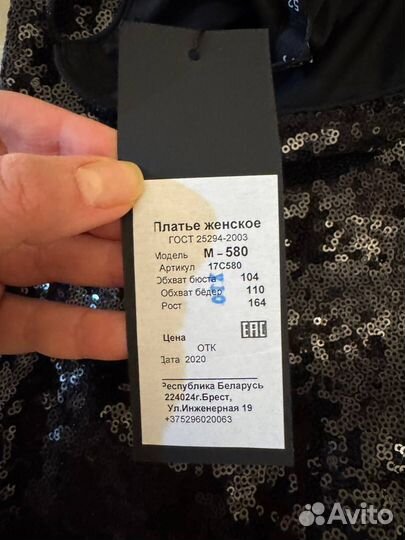 Платье женское
ГОСТ 25294-2003
Модель М - 580
Артикул 17С580
Обхват бюста 104
Обхват бедер 110
Рост 164
EAC
Цена
ОТК
Дата 2020
Республика Беларусь
224024г.Брест,
Ул.Инженерная 19
+375296020063
Avito